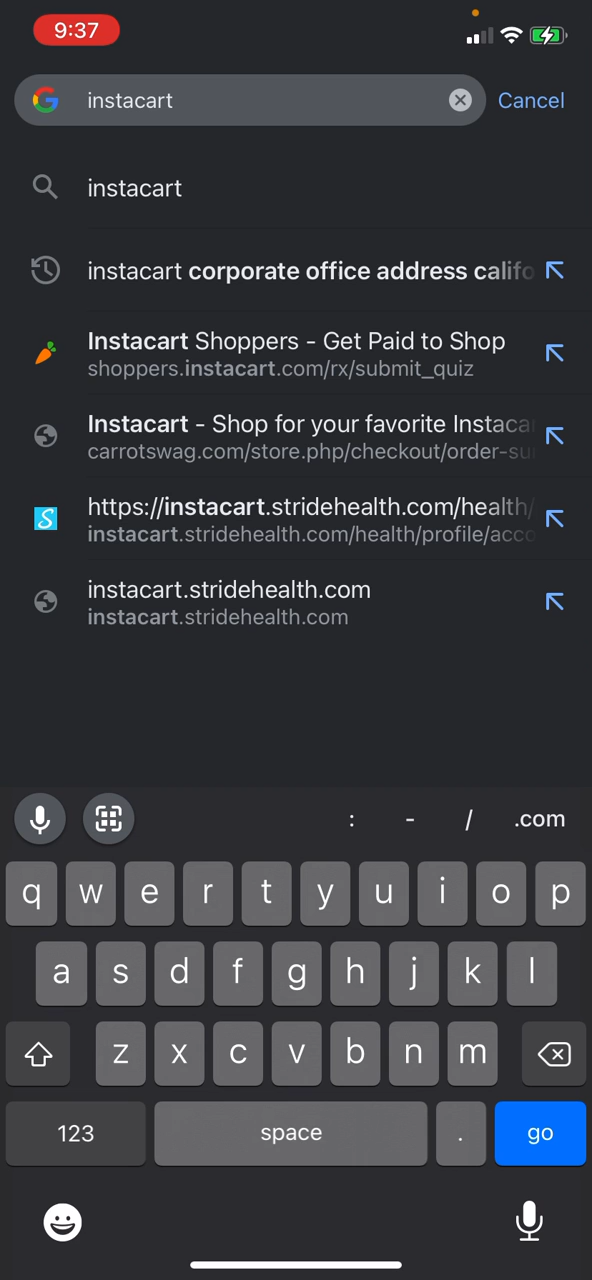 9:37
instacart
Cancel
instacart
instacart corporate office address califo
Instacart Shoppers - Get Paid to Shop
shoppers.instacart.com/rx/submit_quiz
Instacart - Shop for your favorite Instacar
carrotswag.com/store.php/checkout/order-sur
https://instacart.stridehealth.com/health/
instacart.stridehealth.com/health/profile/acco
instacart.stridehealth.com
instacart.stridehealth.com
: - / .com
q w e r t y u i o p
a s d f g h j k l
z x c v b n m
123 space . go